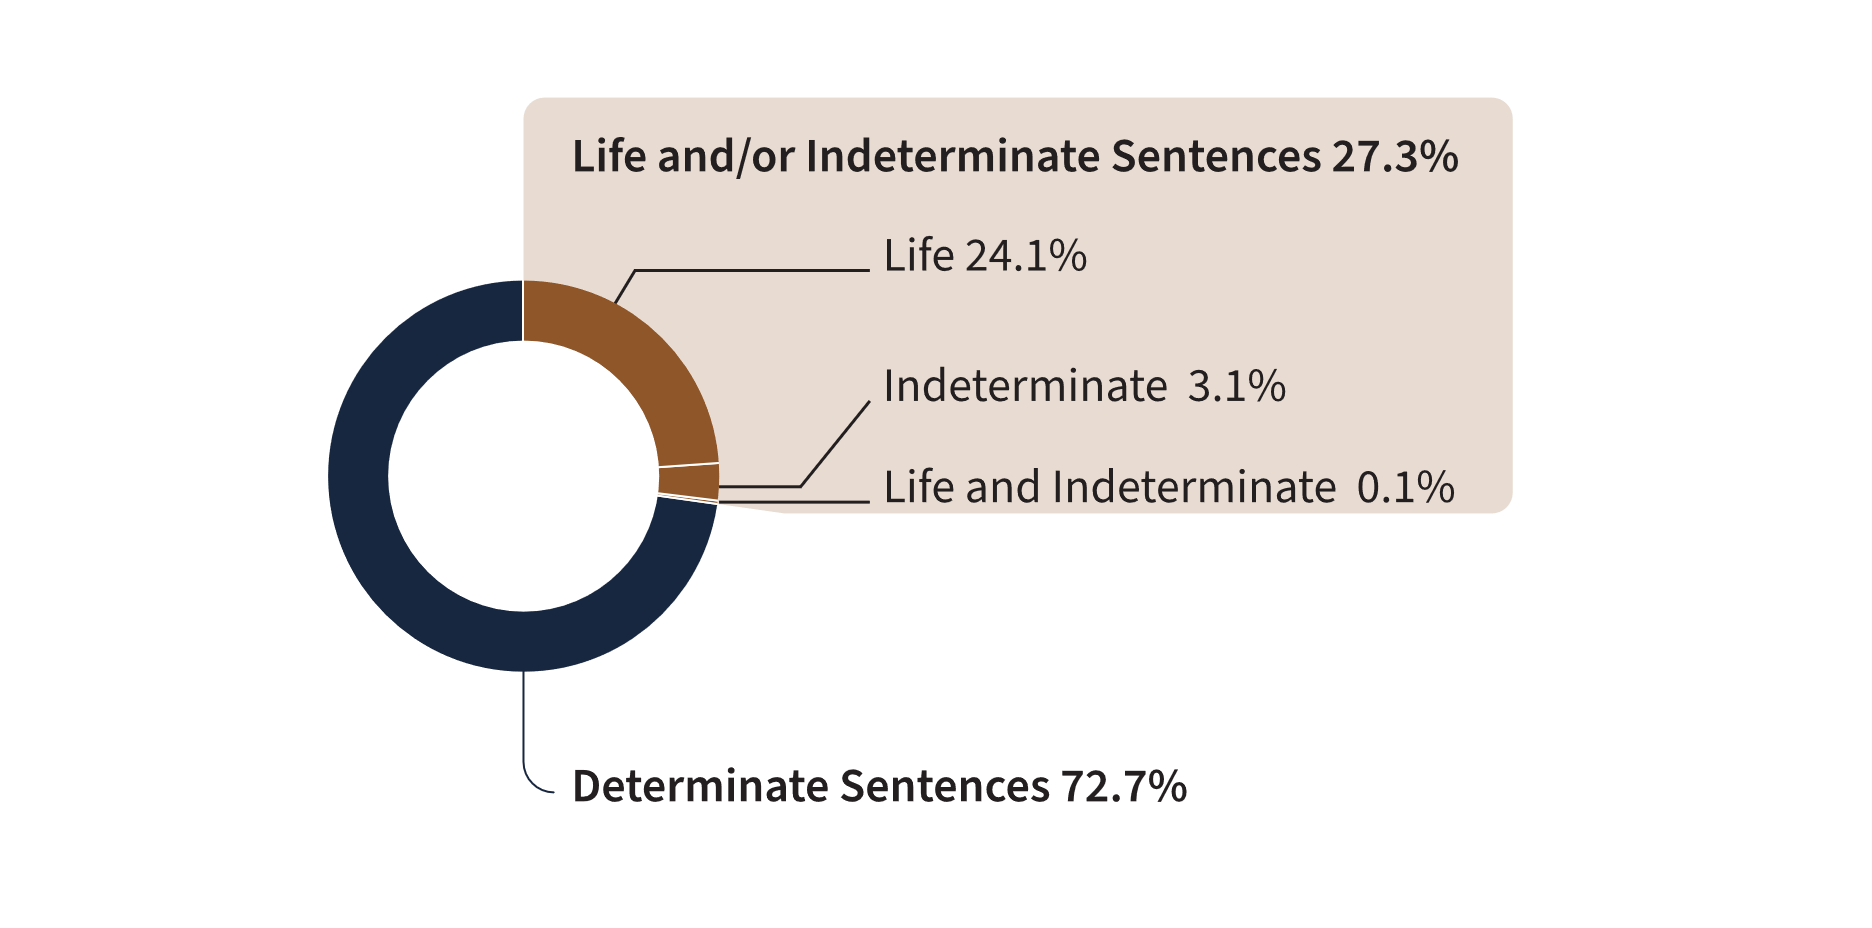 Life and/or Indeterminate Sentences 27.3%
Life 24.1%
Indeterminate 3.1%
Life and Indeterminate 0.1%
Determinate Sentences 72.7%